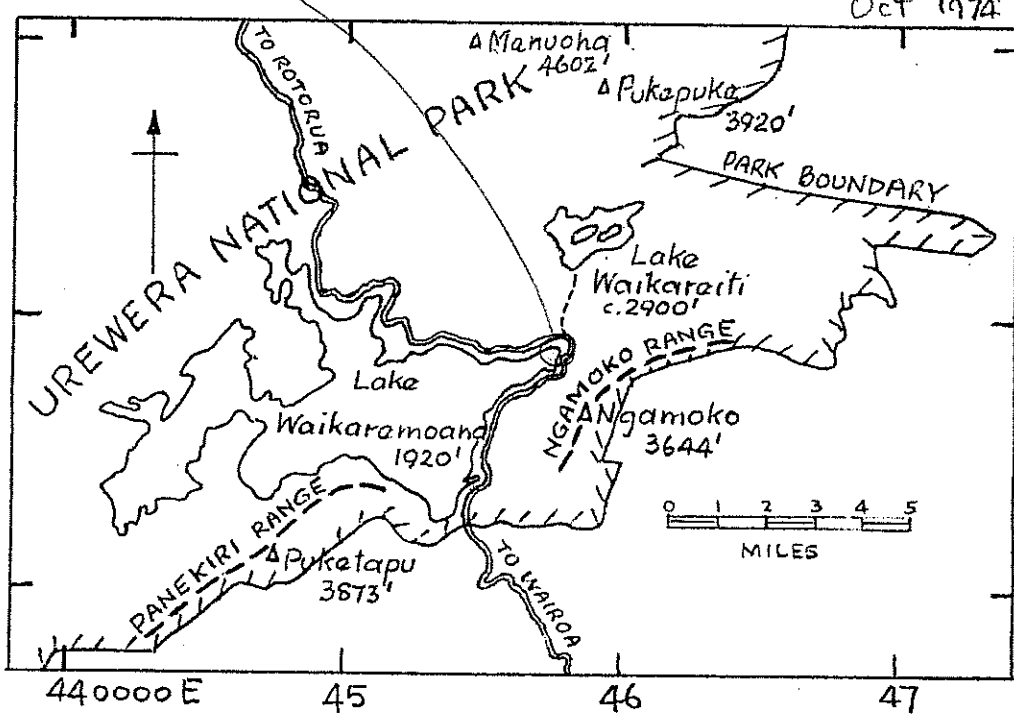 Oct 1974
TO ROTORUA
△ Manuoha
4602'
△ Pukepuke
3920'
PARK BOUNDARY
UREWERA NATIONAL PARK
Lake
Waikareiti
c.2900'
NGAMOKO RANGE
Lake
Waikaremoana
1920'
△Ngamoko
3644'
0 1 2 3 4 5
MILES
PANEKIRI RANGE
△Puketapu
3873'
TO WAIROA
440000E 45 46 47